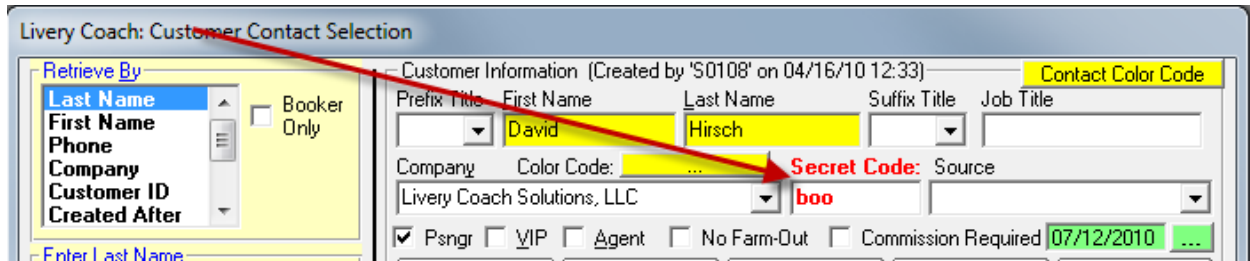 Livery Coach: Customer Contact Selection
Retrieve By
Last Name
First Name
Phone
Company
Customer ID
Created After
Booker
Only
Enter Last Name
Customer Information (Created by 'S0108' on 04/16/10 12:33)
Contact Color Code
Prefix Title First Name Last Name Suffix Title Job Title
David Hirsch
Company Color Code: ... Secret Code: Source
Livery Coach Solutions, LLC boo
Psngr VIP Agent No Farm-Out Commission Required 07/12/2010 ...